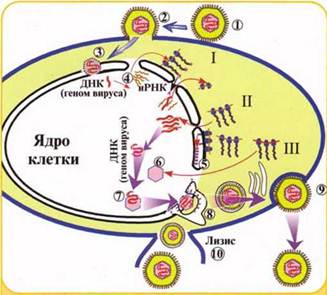 ②
①
③
I
ДНК
(геном вируса)
④
иРНК
II
Ядро
клетки
ДНК
(геном вируса)
III
⑤
⑥
⑦
⑧
⑨
Лизис
⑩